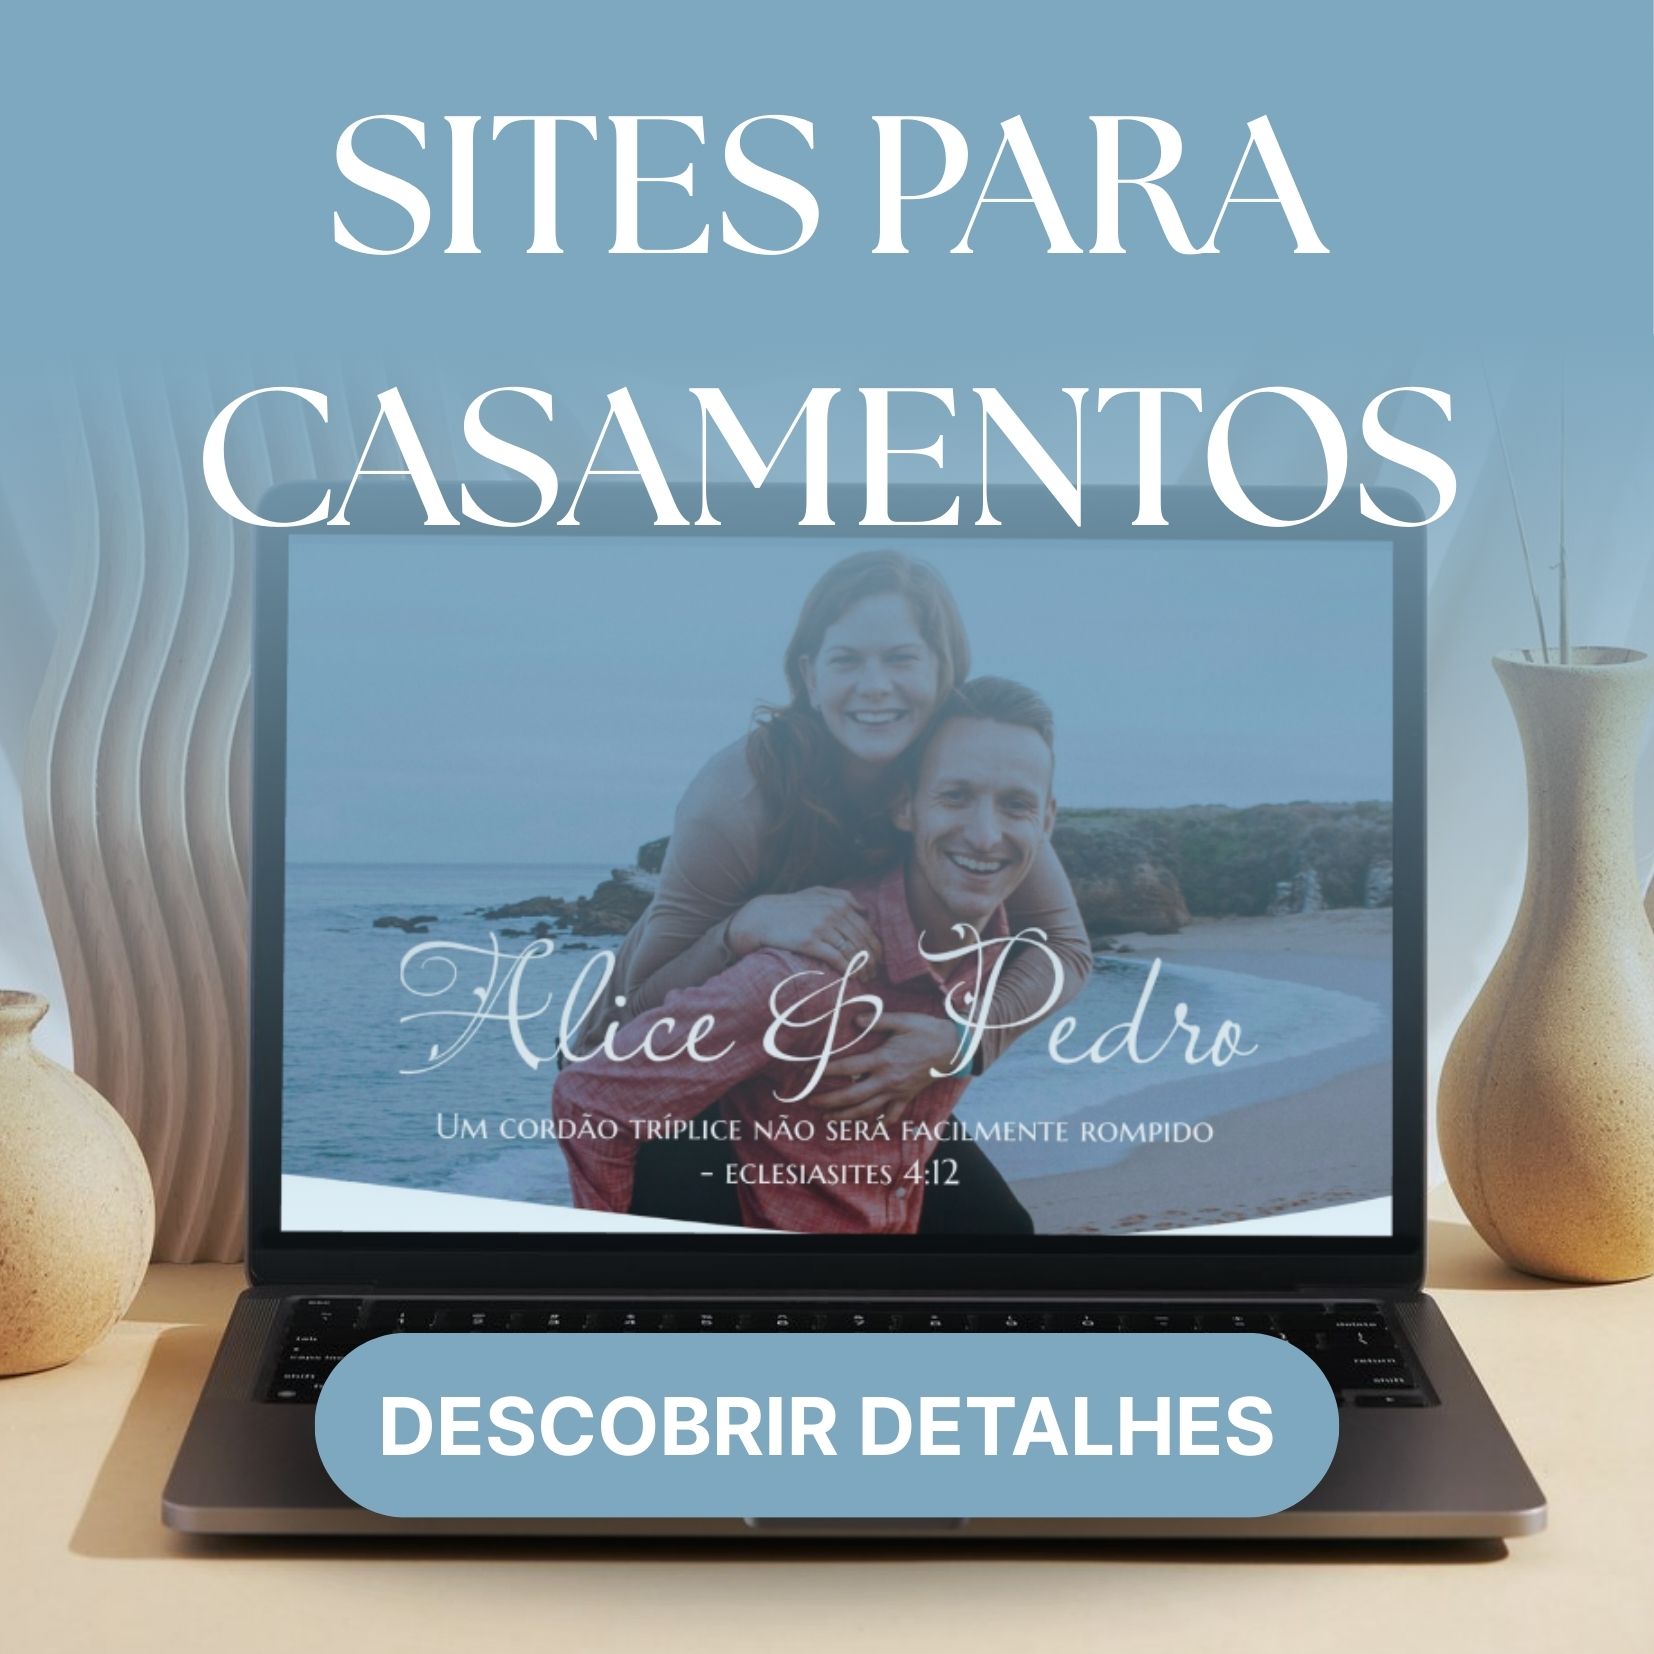 SITES PARA
CASAMENTOS
Alice & Pedro
Um cordão tríplice não será facilmente rompido
- eclesiasites 4:12
DESCOBRIR DETALHES